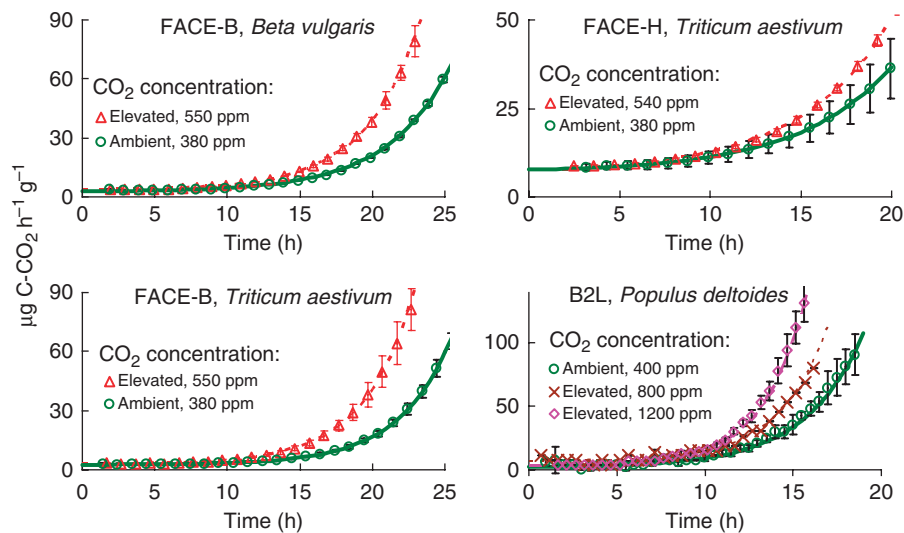 µg C-CO₂ h⁻¹ g⁻¹
FACE-B, Beta vulgaris
90
60
30
0
CO₂ concentration:
Elevated, 550 ppm
Ambient, 380 ppm
0 5 10 15 20 25
Time (h)
FACE-H, Triticum aestivum
50
25
0
CO₂ concentration:
Elevated, 540 ppm
Ambient, 380 ppm
0 5 10 15 20
Time (h)
FACE-B, Triticum aestivum
90
60
30
0
CO₂ concentration:
Elevated, 550 ppm
Ambient, 380 ppm
0 5 10 15 20 25
Time (h)
B2L, Populus deltoides
100
50
0
CO₂ concentration:
Ambient, 400 ppm
Elevated, 800 ppm
Elevated, 1200 ppm
0 5 10 15 20
Time (h)